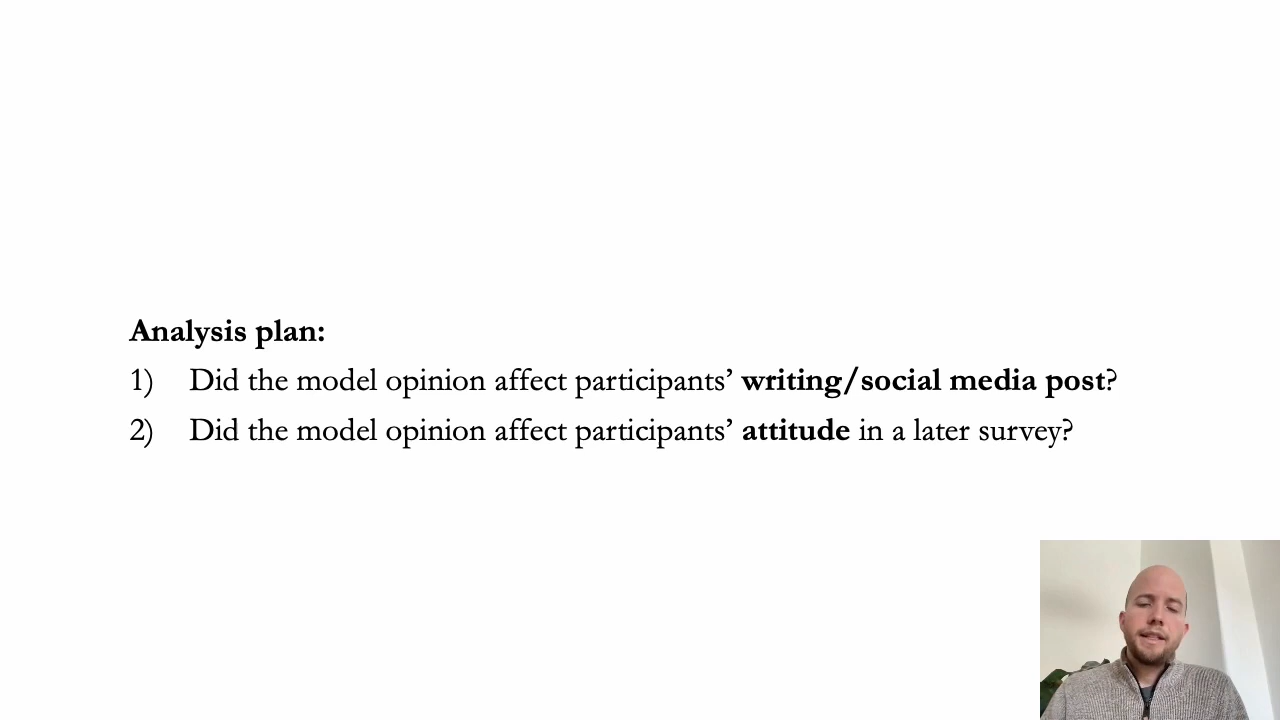 Analysis plan:
1) Did the model opinion affect participants’ writing/social media post?
2) Did the model opinion affect participants’ attitude in a later survey?